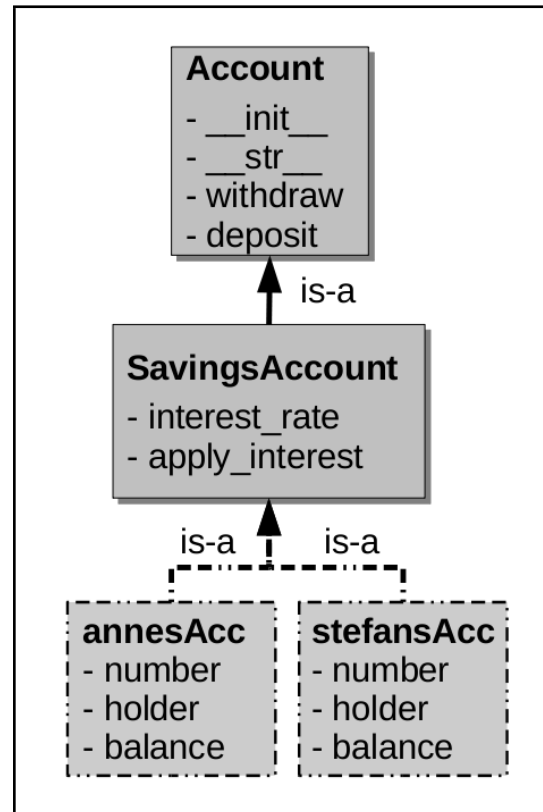 Account
- __init__
- __str__
- withdraw
- deposit
is-a
SavingsAccount
- interest_rate
- apply_interest
is-a is-a
annesAcc
- number
- holder
- balance
stefansAcc
- number
- holder
- balance